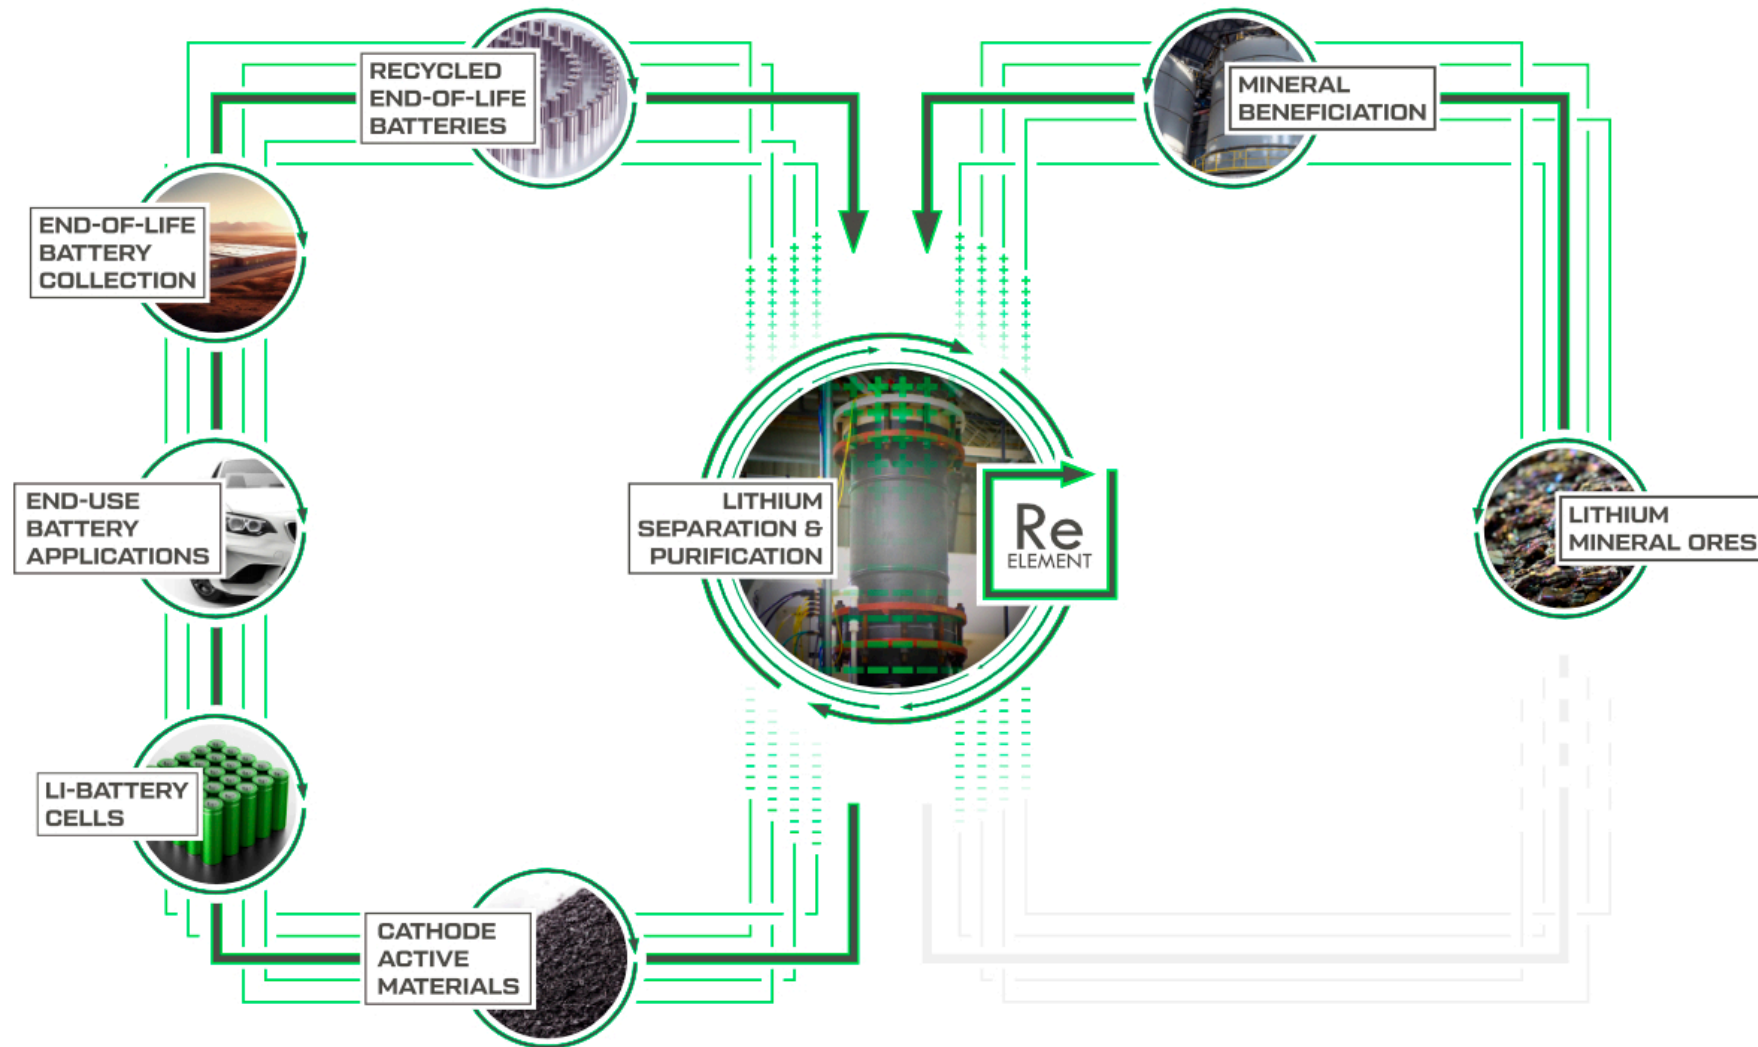 RECYCLED
END-OF-LIFE
BATTERIES
MINERAL
BENEFICIATION
END-OF-LIFE
BATTERY
COLLECTION
END-USE
BATTERY
APPLICATIONS
LITHIUM
SEPARATION &
PURIFICATION
Re
ELEMENT
LITHIUM
MINERAL ORES
LI-BATTERY
CELLS
CATHODE
ACTIVE
MATERIALS